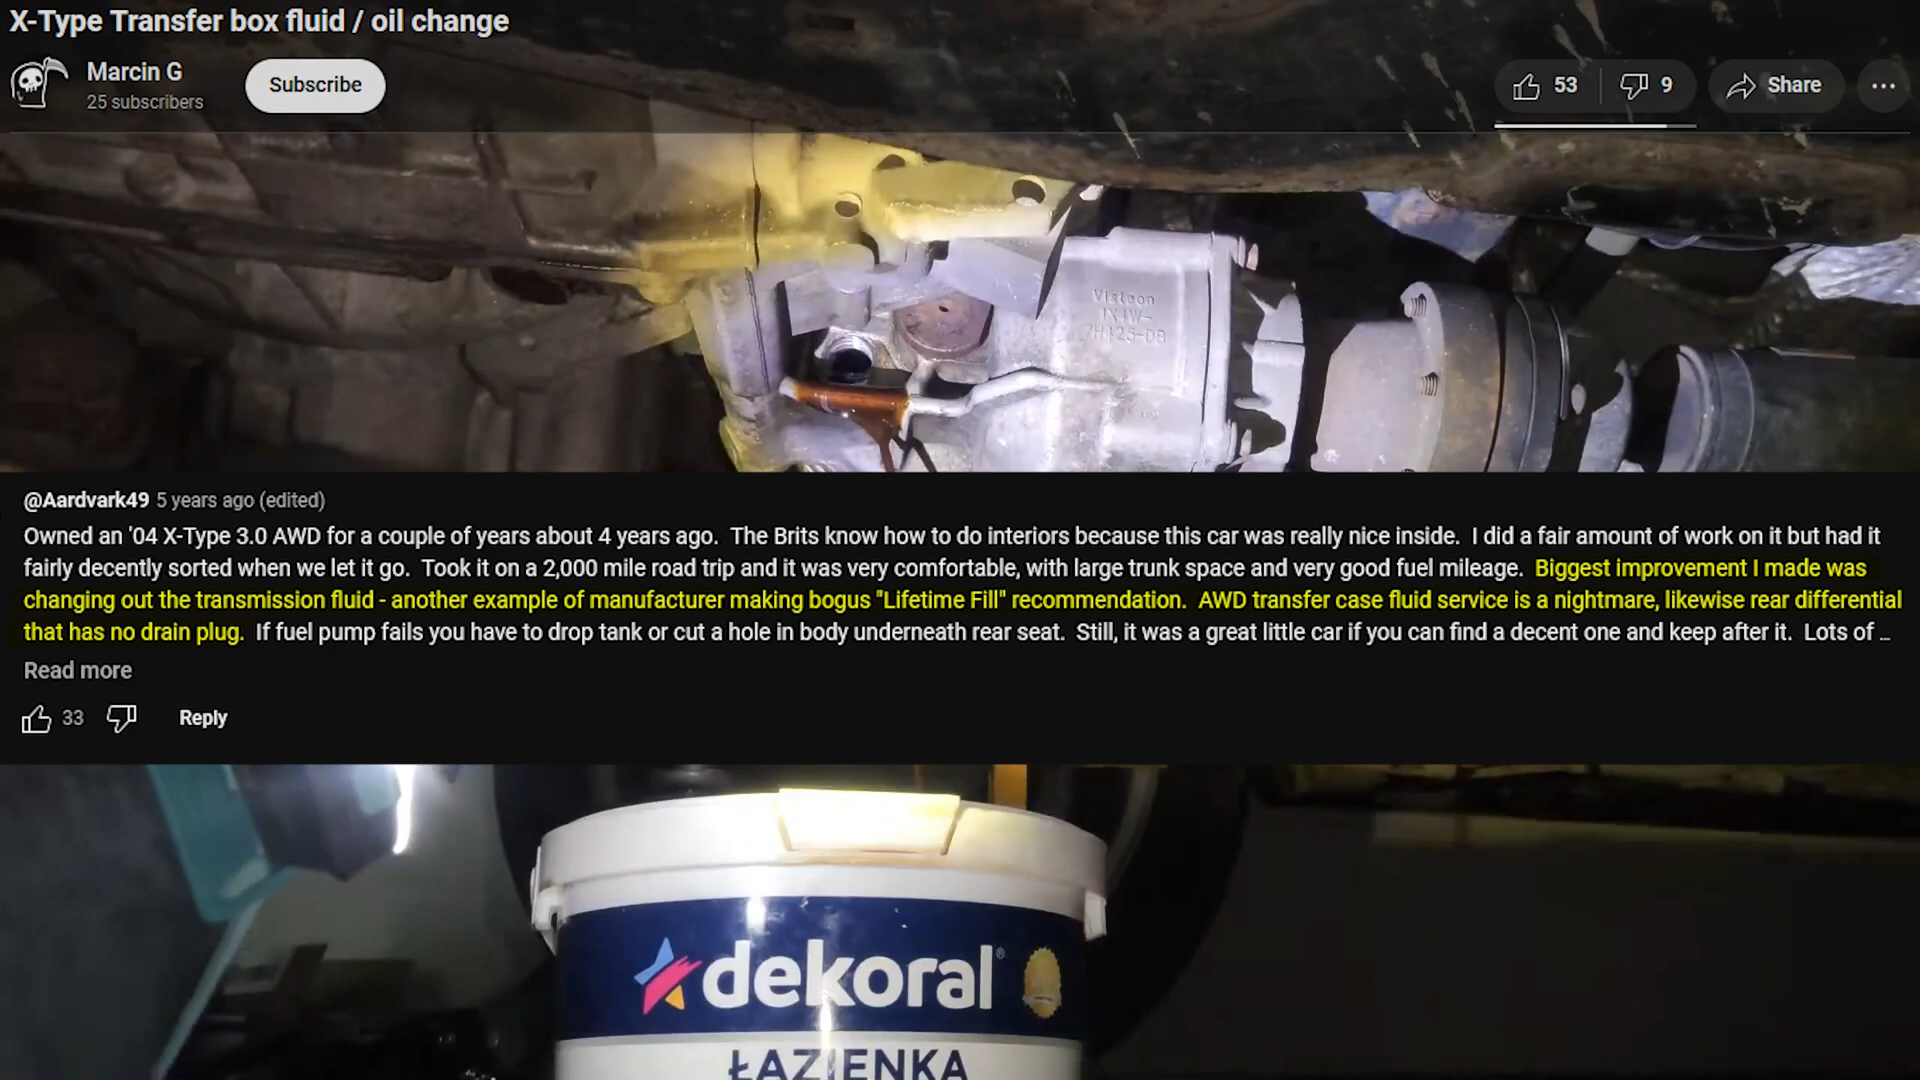 X-Type Transfer box fluid / oil change
Marcin G
25 subscribers
Subscribe
53
9
Share
Visteon
1X4W-
7H425-DB
@Aardvark49 5 years ago (edited)
Owned an '04 X-Type 3.0 AWD for a couple of years about 4 years ago.  The Brits know how to do interiors because this car was really nice inside.  I did a fair amount of work on it but had it
fairly decently sorted when we let it go.  Took it on a 2,000 mile road trip and it was very comfortable, with large trunk space and very good fuel mileage.  Biggest improvement I made was
changing out the transmission fluid - another example of manufacturer making bogus "Lifetime Fill" recommendation.  AWD transfer case fluid service is a nightmare, likewise rear differential
that has no drain plug.  If fuel pump fails you have to drop tank or cut a hole in body underneath rear seat.  Still, it was a great little car if you can find a decent one and keep after it.  Lots of ...
Read more
33
Reply
dekoral®
ŁAZIENKA